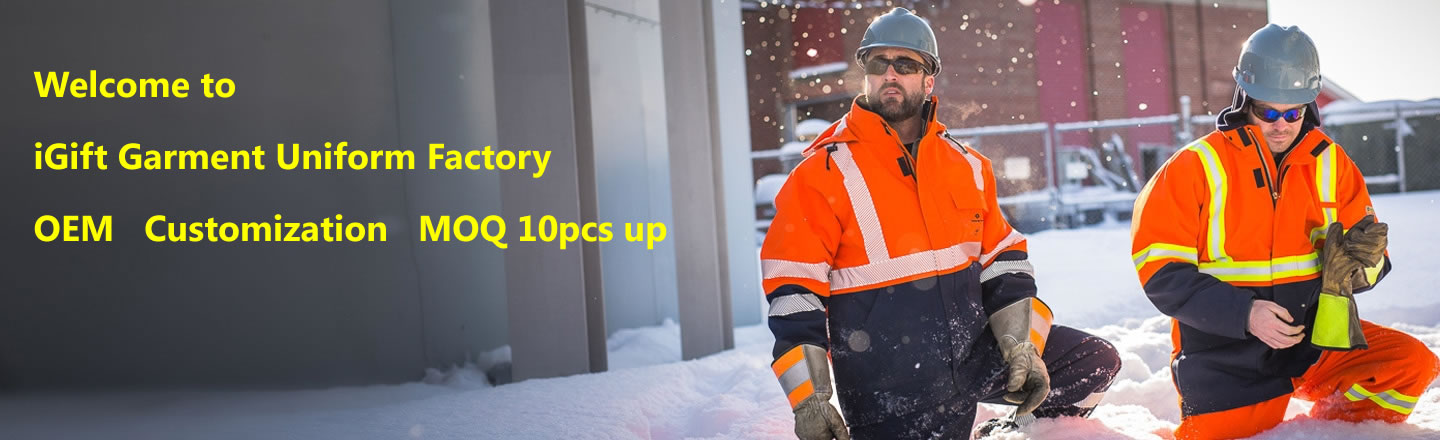 Welcome to
iGift Garment Uniform Factory
OEM   Customization   MOQ 10pcs up